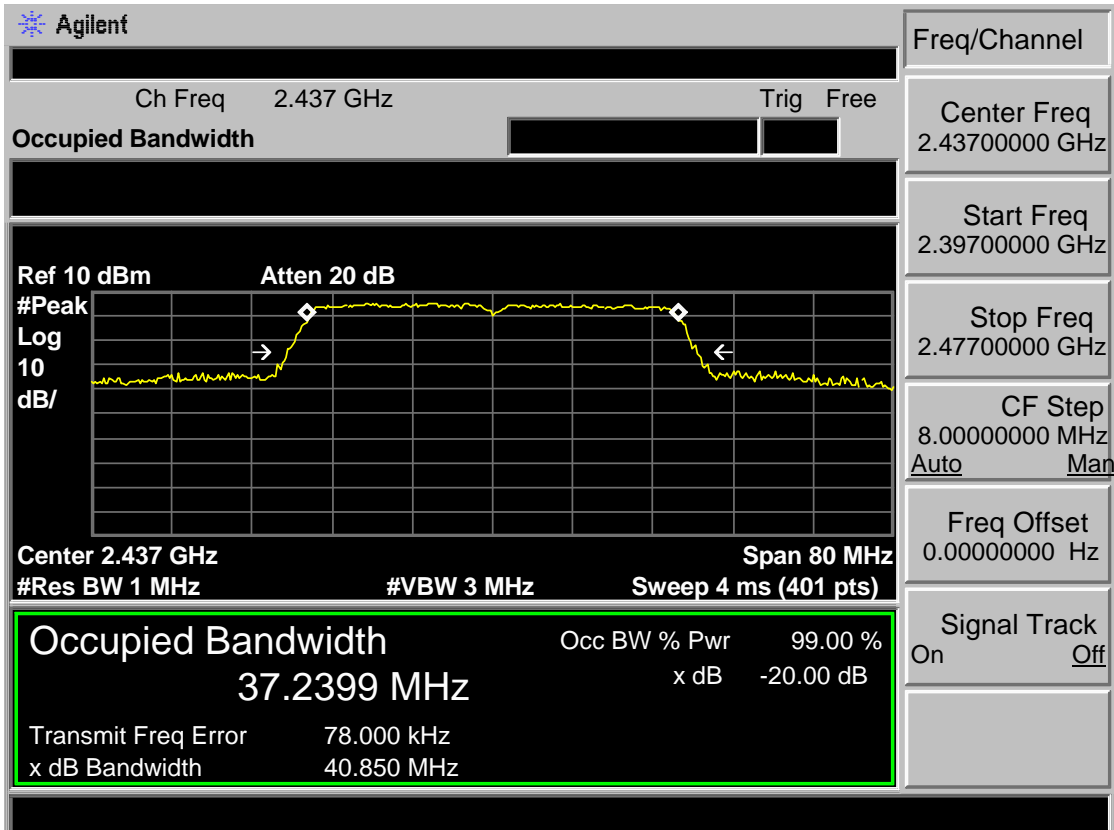 Agilent
Freq/Channel
Ch Freq 2.437 GHz Trig Free
Occupied Bandwidth
Center Freq
2.43700000 GHz
Start Freq
2.39700000 GHz
Stop Freq
2.47700000 GHz
CF Step
8.00000000 MHz
Auto Man
Freq Offset
0.00000000 Hz
Signal Track
On Off
Ref 10 dBm Atten 20 dB
#Peak
Log
10
dB/
Center 2.437 GHz Span 80 MHz
#Res BW 1 MHz #VBW 3 MHz Sweep 4 ms (401 pts)
Occupied Bandwidth
37.2399 MHz
Occ BW % Pwr 99.00 %
x dB -20.00 dB
Transmit Freq Error 78.000 kHz
x dB Bandwidth 40.850 MHz